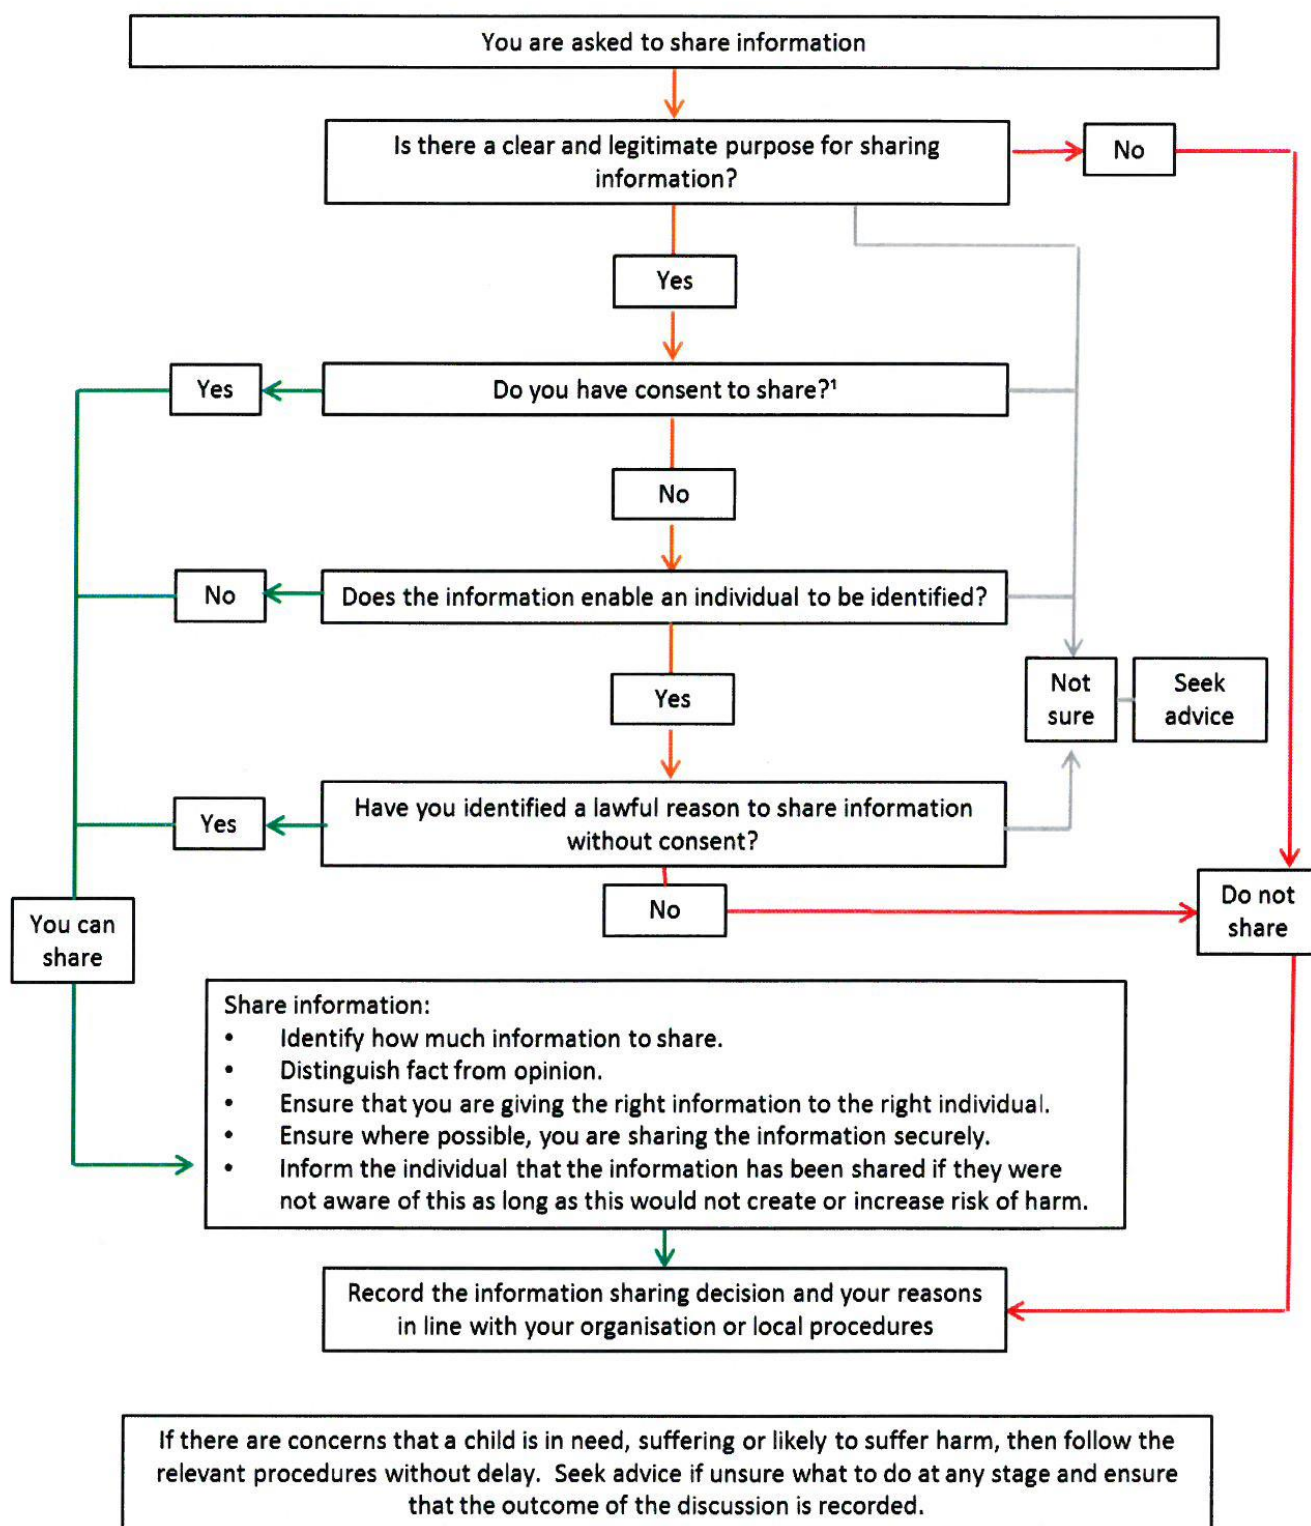 You are asked to share information
Is there a clear and legitimate purpose for sharing
information?
No
Yes
Yes
Do you have consent to share?¹
No
No
Does the information enable an individual to be identified?
Yes
Not
sure
Seek
advice
Yes
Have you identified a lawful reason to share information
without consent?
No
You can
share
Do not
share
Share information:
• Identify how much information to share.
• Distinguish fact from opinion.
• Ensure that you are giving the right information to the right individual.
• Ensure where possible, you are sharing the information securely.
• Inform the individual that the information has been shared if they were
not aware of this as long as this would not create or increase risk of harm.
Record the information sharing decision and your reasons
in line with your organisation or local procedures
If there are concerns that a child is in need, suffering or likely to suffer harm, then follow the
relevant procedures without delay. Seek advice if unsure what to do at any stage and ensure
that the outcome of the discussion is recorded.